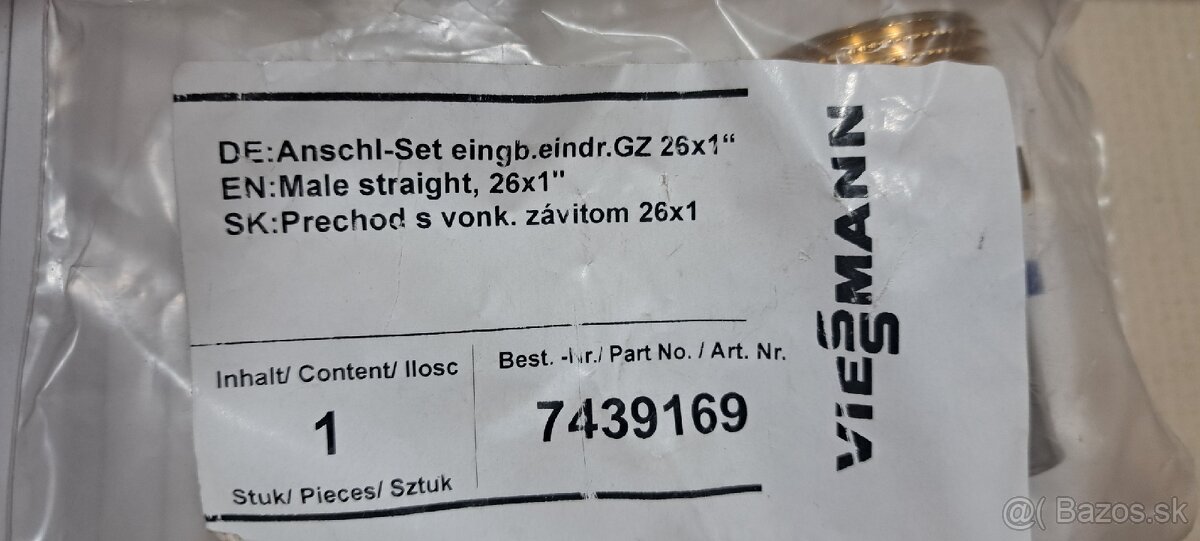 DE:Anschl-Set eingb.eindr.GZ 26x1“
EN:Male straight, 26x1"
SK:Prechod s vonk. závitom 26x1
Inhalt/ Content/ Ilosc
1
Stuk/ Pieces/ Sztuk
Best. -Nr./ Part No. / Art. Nr.
7439169
VIESMANN
@( Bazos.sk